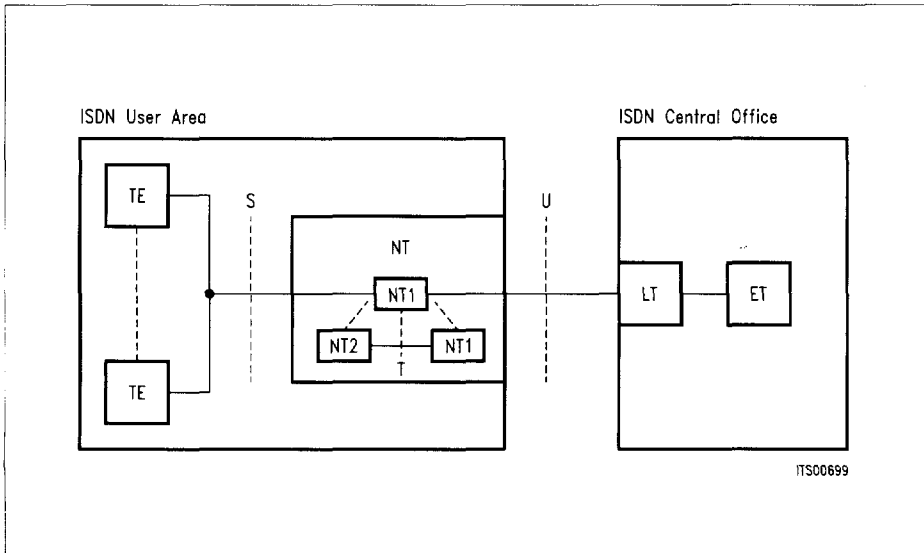 ISDN User Area
ISDN Central Office
TE
S
U
NT
NT1
LT
ET
NT2
NT1
T
TE
ITS00699